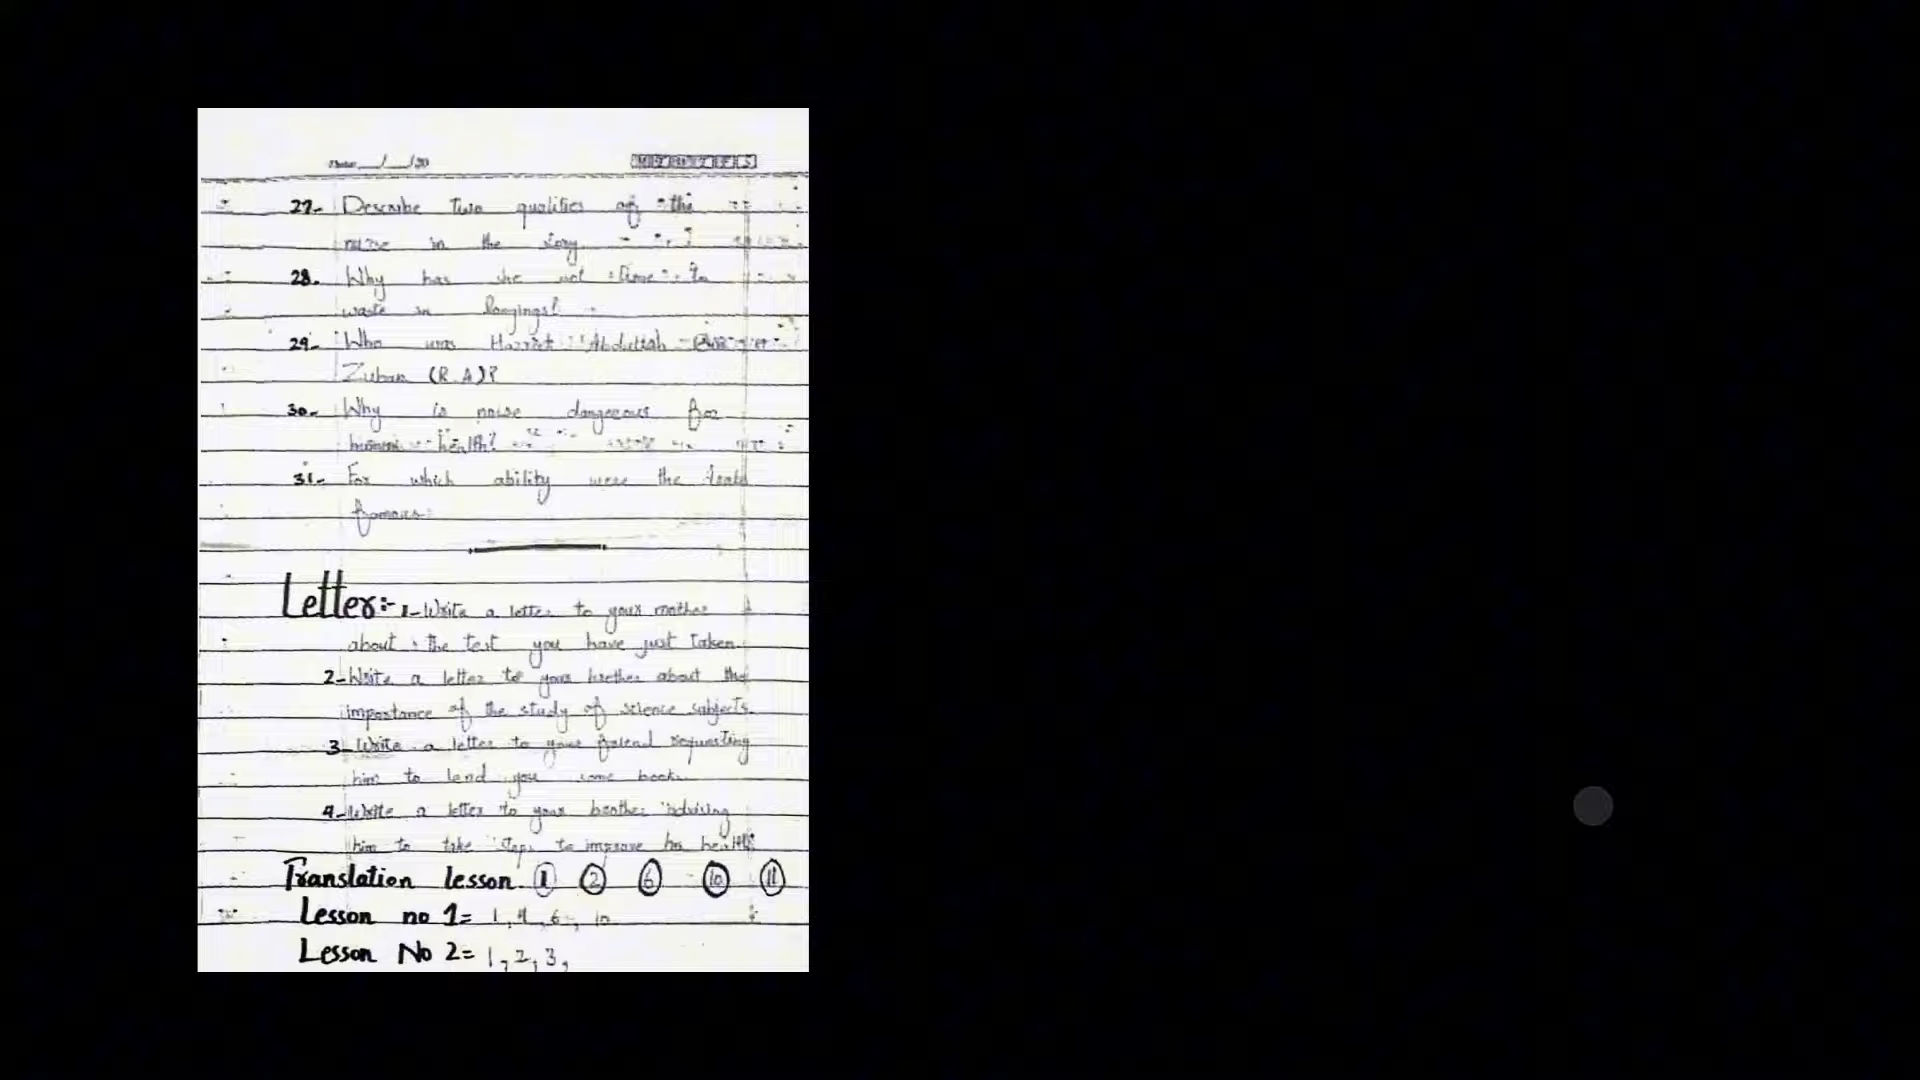 Date __/__/20
27- Describe two qualities of the
nurse in the story
28- Why has she not time to
waste in longings?
29- Who was Hazrat Abdullah
Zubair (R.A)?
30- Why is noise dangerous for
human health?
31- For which ability were the
famous
Letter:- 1- Write a letter to your mother
about the test you have just taken.
2- Write a letter to your brother about the
importance of the study of science subjects.
3- Write a letter to your friend requesting
him to lend you some books.
4- Write a letter to your brother advising
him to take steps to improve his health
Translation lesson. 1 2 6 10 11
Lesson no 1= 1, 4, 6, 10
Lesson No 2= 1, 2, 3,